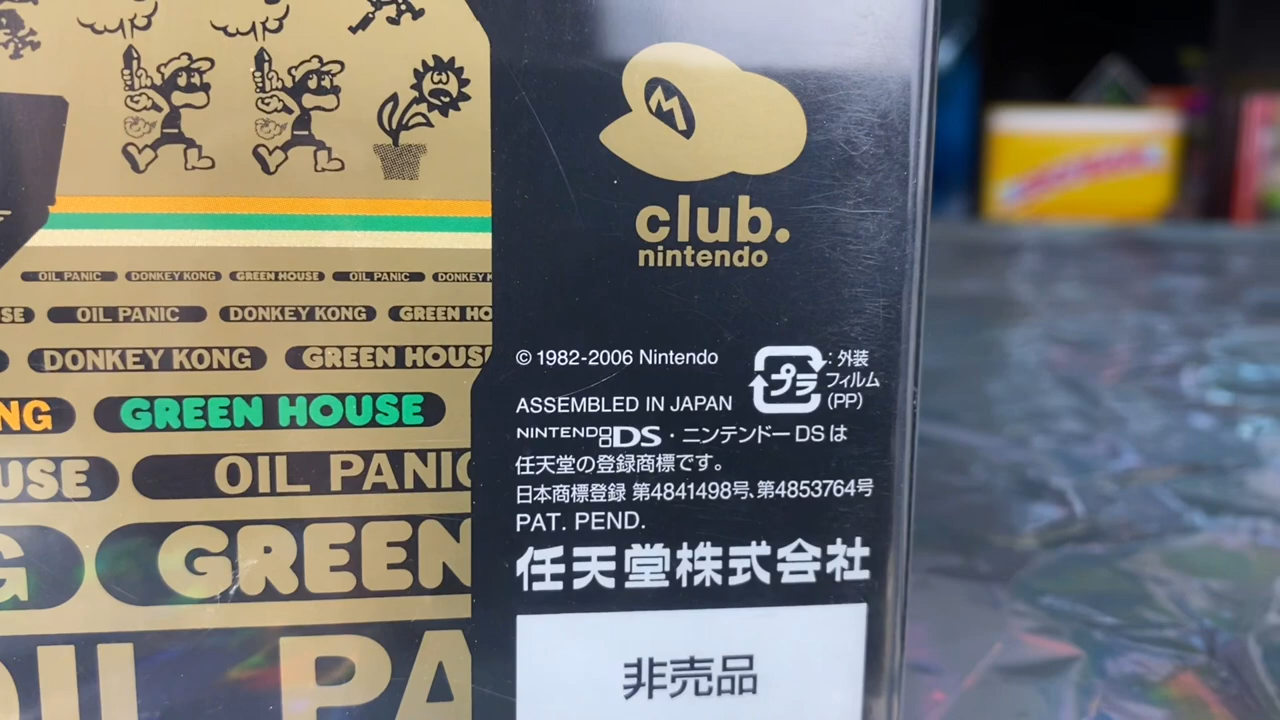 M
club.
nintendo
OIL PANIC DONKEY KONG GREEN HOUSE OIL PANIC DONKEY K
SE OIL PANIC DONKEY KONG GREEN HO
DONKEY KONG GREEN HOUSE
NG GREEN HOUSE
USE OIL PANIC
G GREEN
OIL PA
© 1982-2006 Nintendo
プラ : 外装
フィルム
(PP)
ASSEMBLED IN JAPAN
NINTENDO DS・ニンテンドーDSは
任天堂の登録商標です。
日本商標登録 第4841498号、第4853764号
PAT. PEND.
任天堂株式会社
非売品